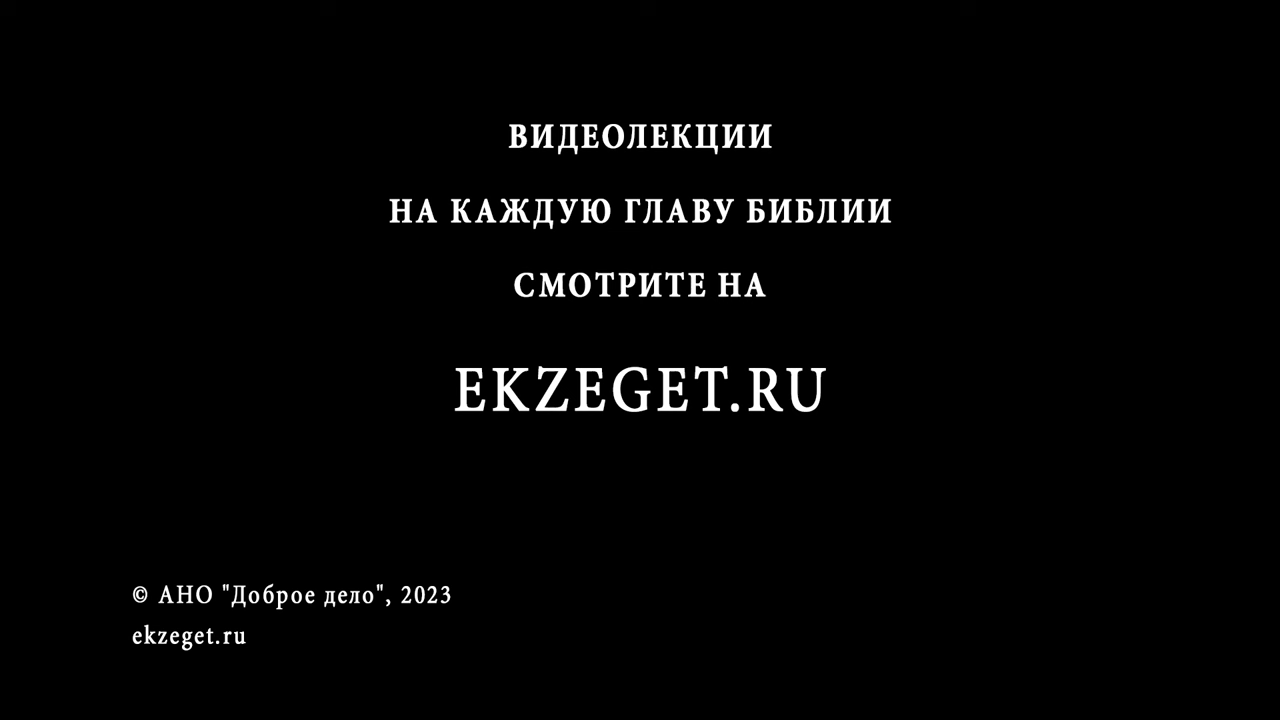 ВИДЕОЛЕКЦИИ
НА КАЖДУЮ ГЛАВУ БИБЛИИ
СМОТРИТЕ НА
EKZEGET.RU
© АНО "Доброе дело", 2023
ekzeget.ru